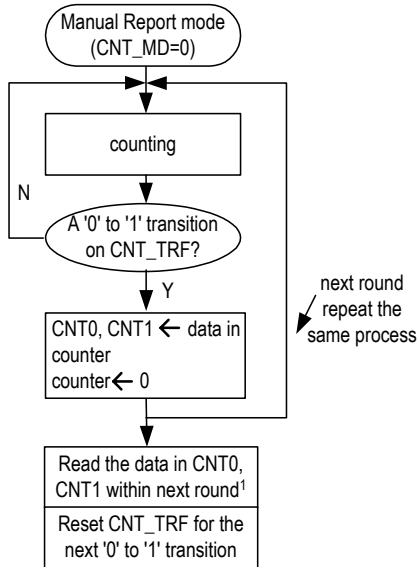 Manual Report mode
(CNT_MD=0)
counting
N
A '0' to '1' transition
on CNT_TRF?
Y
next round
repeat the
same process
CNT0, CNT1 ← data in
counter
counter← 0
Read the data in CNT0,
CNT1 within next round¹
Reset CNT_TRF for the
next '0' to '1' transition